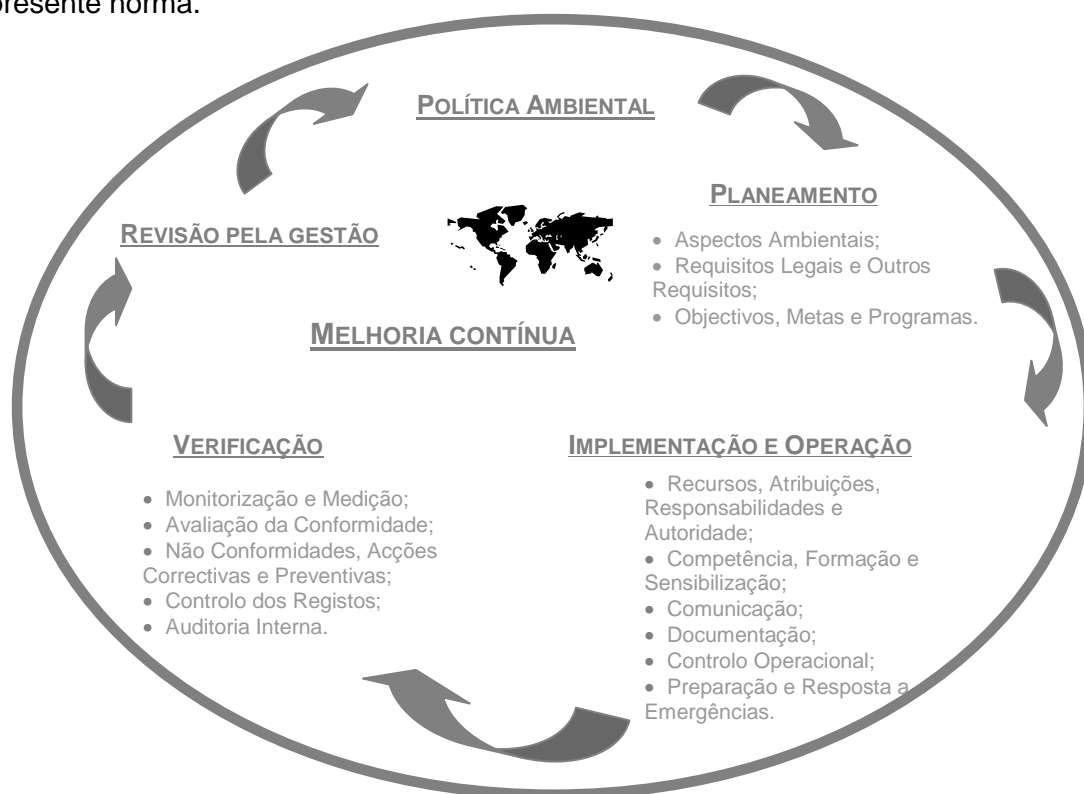 presente norma.
POLÍTICA AMBIENTAL
PLANEAMENTO
• Aspectos Ambientais;
• Requisitos Legais e Outros
Requisitos;
• Objectivos, Metas e Programas.
REVISÃO PELA GESTÃO
MELHORIA CONTÍNUA
VERIFICAÇÃO
• Monitorização e Medição;
• Avaliação da Conformidade;
• Não Conformidades, Acções
Correctivas e Preventivas;
• Controlo dos Registos;
• Auditoria Interna.
IMPLEMENTAÇÃO E OPERAÇÃO
• Recursos, Atribuições,
Responsabilidades e
Autoridade;
• Competência, Formação e
Sensibilização;
• Comunicação;
• Documentação;
• Controlo Operacional;
• Preparação e Resposta a
Emergências.